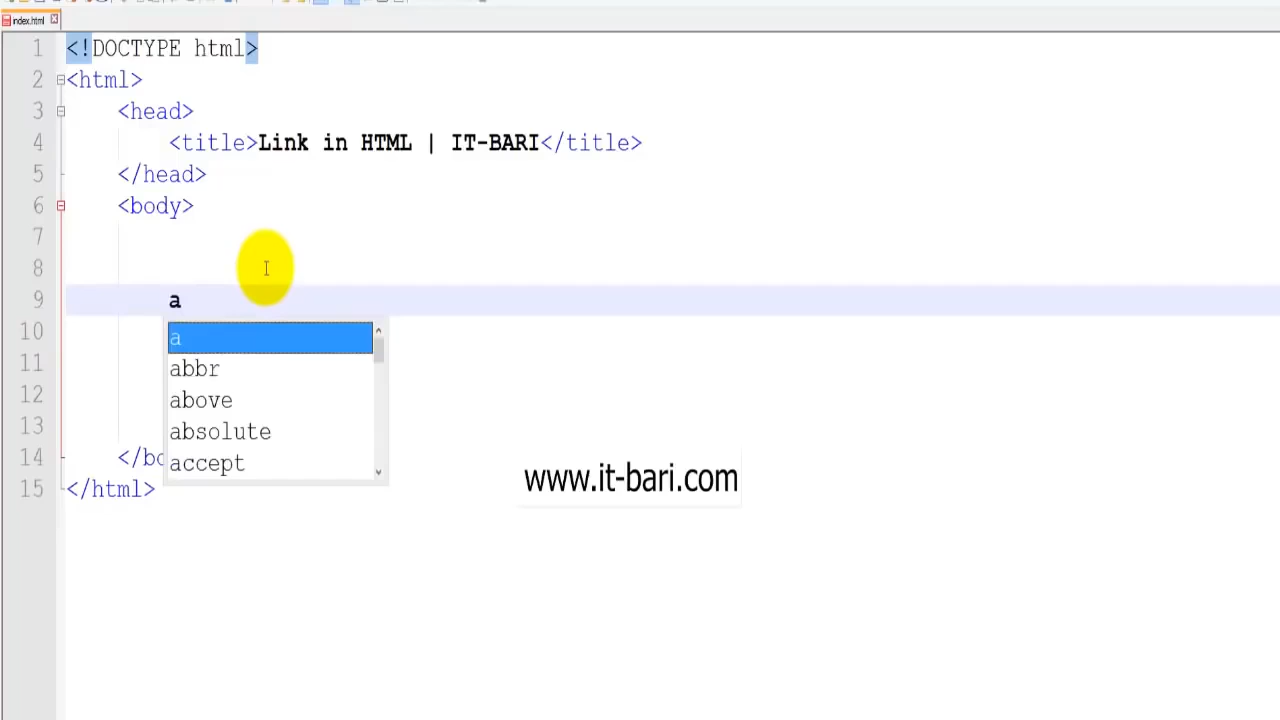 index.html
1 <!DOCTYPE html>
2 <html>
3 <head>
4 <title>Link in HTML | IT-BARI</title>
5 </head>
6 <body>
7
8
9 a
10 a
11 abbr
12 above
13 absolute
14 </bo accept
15 </html>
www.it-bari.com